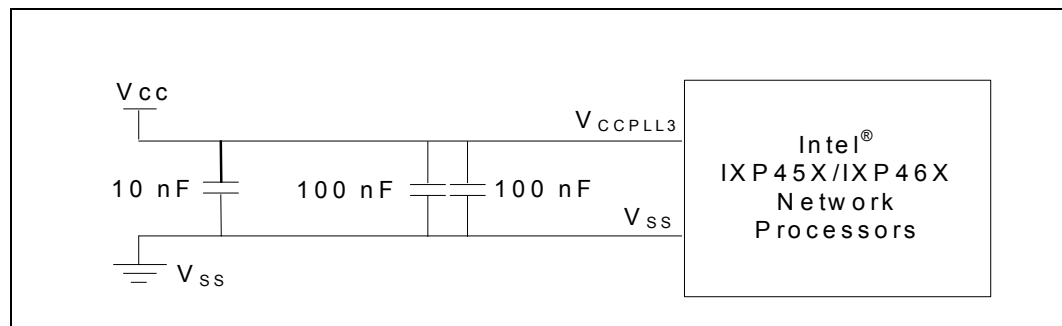 Vcc
VCCPLL3
10 nF
100 nF
100 nF
VSS
VSS
Intel®
IXP45X/IXP46X
Network
Processors